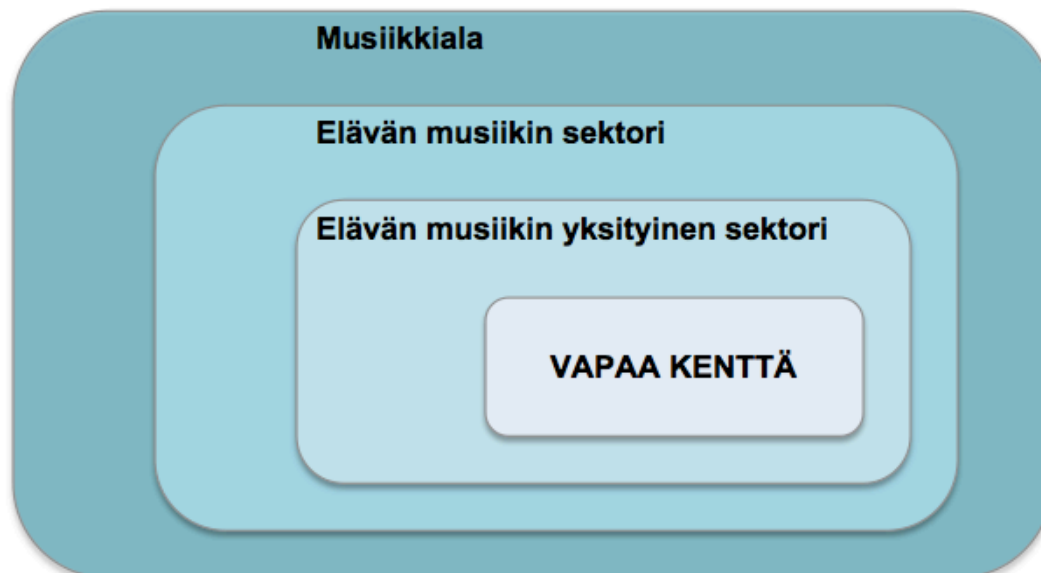 Musiikkiala
Elävän musiikin sektori
Elävän musiikin yksityinen sektori
VAPAA KENTTÄ